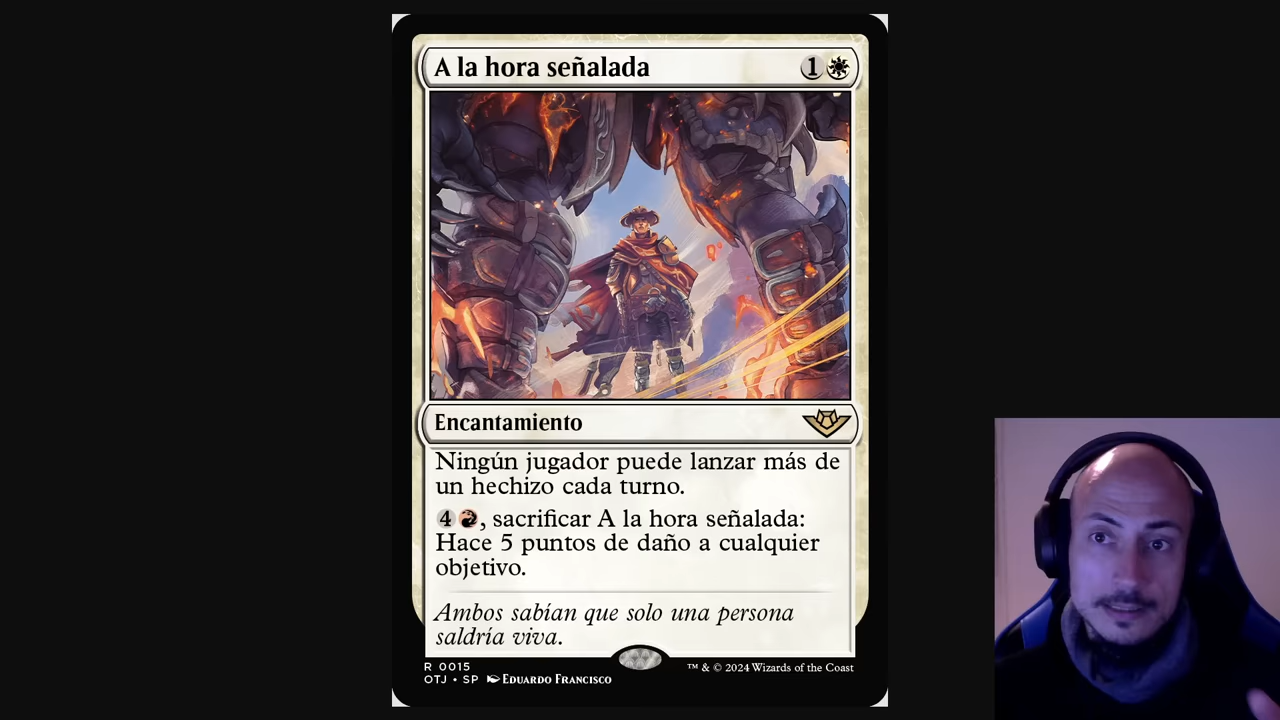 A la hora señalada
1
Encantamiento
Ningún jugador puede lanzar más de
un hechizo cada turno.
4, sacrificar A la hora señalada:
Hace 5 puntos de daño a cualquier
objetivo.
Ambos sabían que solo una persona
saldría viva.
R 0015
OTJ • SP EDUARDO FRANCISCO
™ & © 2024 Wizards of the Coast